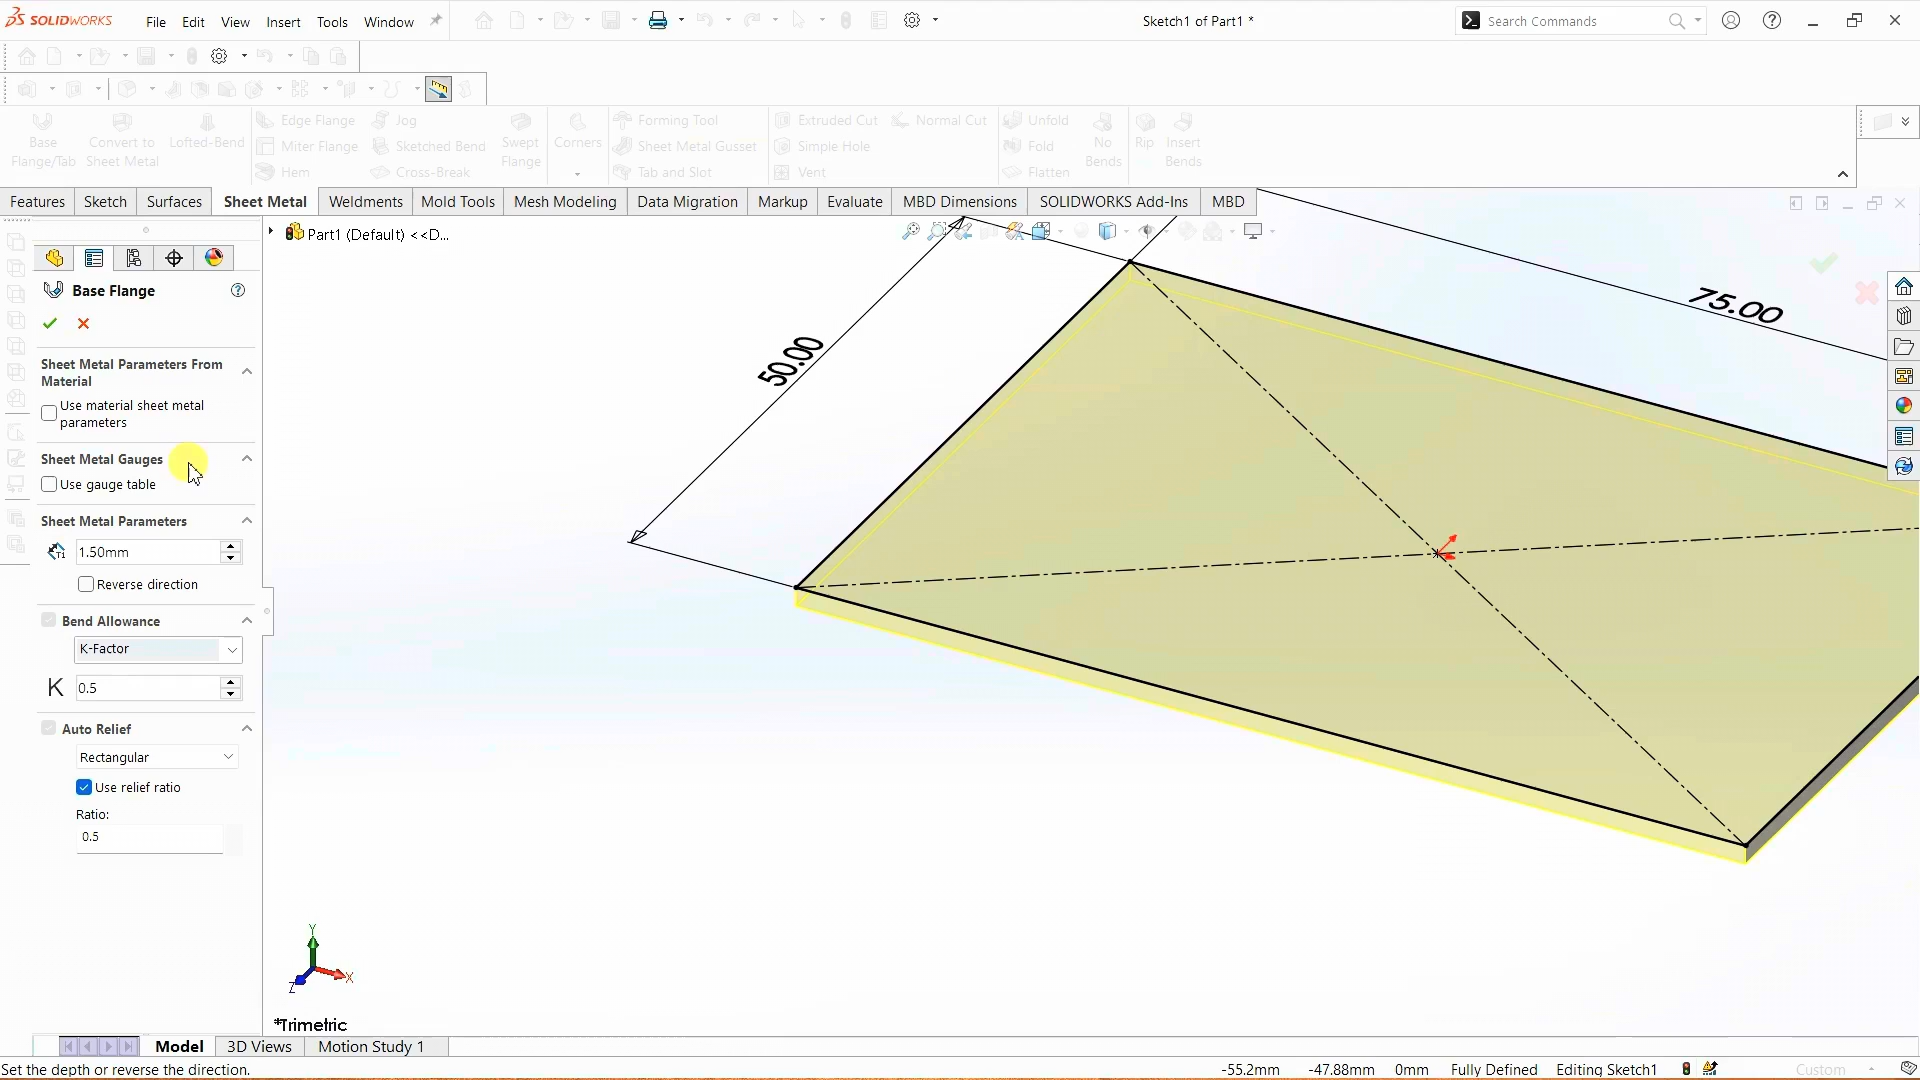 SOLIDWORKS File Edit View Insert Tools Window Sketch1 of Part1 * Search Commands
Base Flange/Tab
Convert to Sheet Metal
Lofted-Bend
Edge Flange
Miter Flange
Hem
Jog
Sketched Bend
Cross-Break
Swept Flange
Corners
Forming Tool
Sheet Metal Gusset
Tab and Slot
Extruded Cut
Simple Hole
Vent
Normal Cut
Unfold
Fold
Flatten
No Bends
Rip
Insert Bends
Features Sketch Surfaces Sheet Metal Weldments Mold Tools Mesh Modeling Data Migration Markup Evaluate MBD Dimensions SOLIDWORKS Add-Ins MBD
Part1 (Default) <<D...
Base Flange
Sheet Metal Parameters From
Material
Use material sheet metal
parameters
Sheet Metal Gauges
Use gauge table
Sheet Metal Parameters
T1 1.50mm
Reverse direction
Bend Allowance
K-Factor
K 0.5
Auto Relief
Rectangular
Use relief ratio
Ratio:
0.5
50.00
75.00
Y
X
Z
*Trimetric
Model 3D Views Motion Study 1
Set the depth or reverse the direction. -55.2mm -47.88mm 0mm Fully Defined Editing Sketch1 Custom